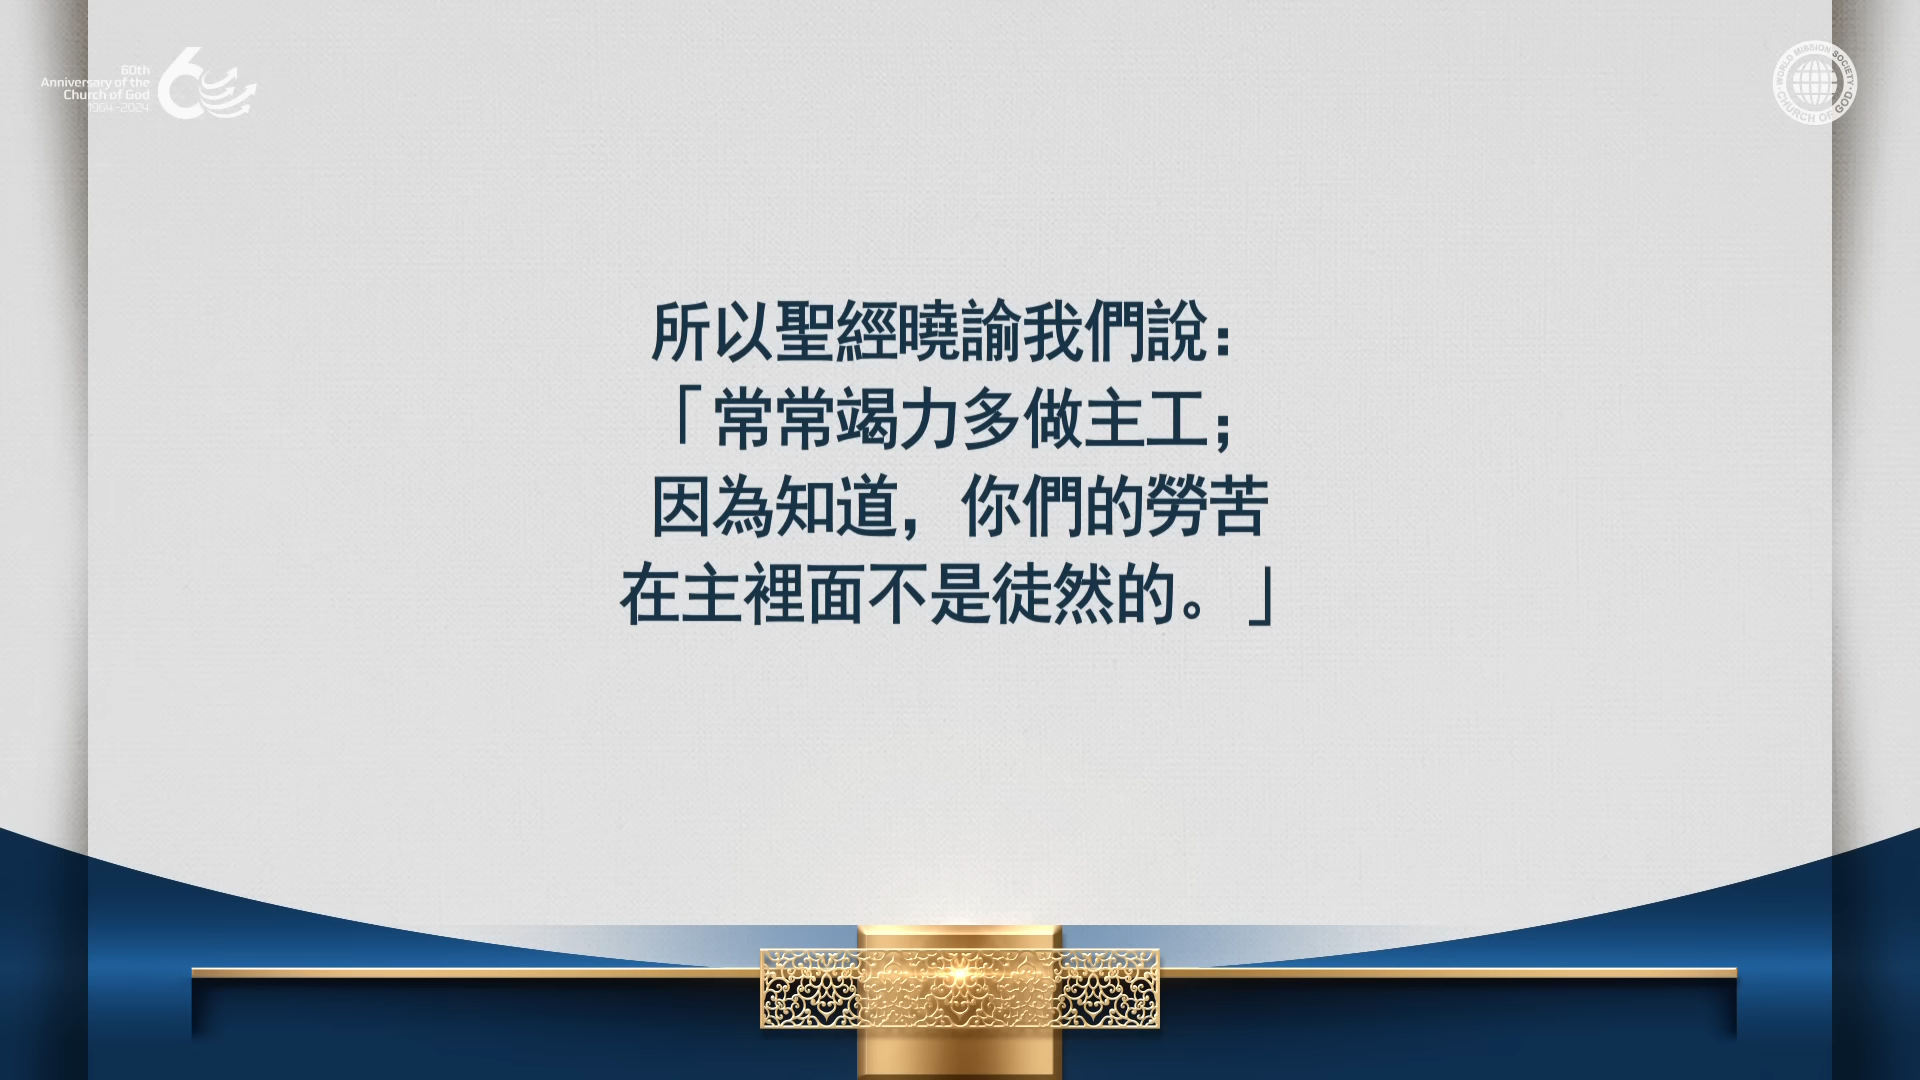 60th
Anniversary of the
Church of God
1964-2024
WORLD MISSION SOCIETY
CHURCH OF GOD
所以聖經曉諭我們說：
「常常竭力多做主工；
因為知道，你們的勞苦
在主裡面不是徒然的。」